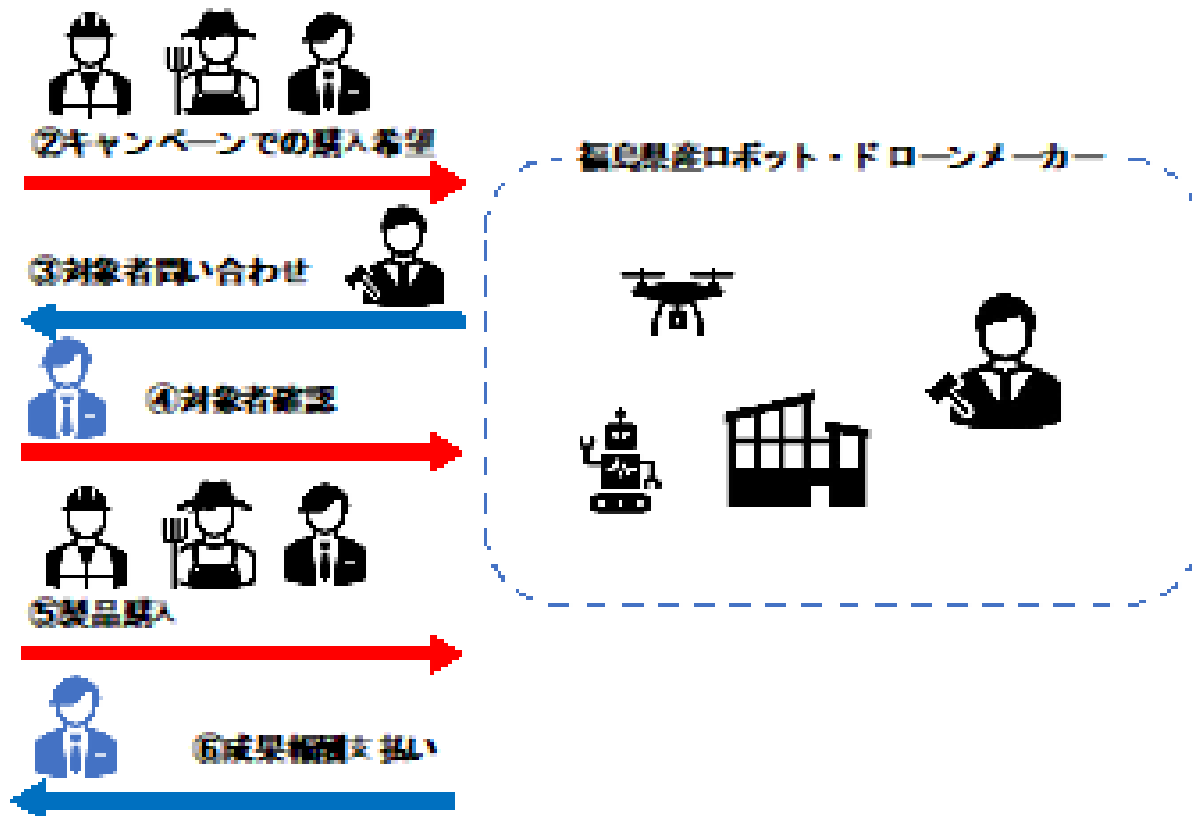 ②キャンペーンでの購入希望
福島県産ロボット・ドローンメーカー
③対象者問い合わせ
④対象者確認
⑤製品購入
⑥成果報酬支払い